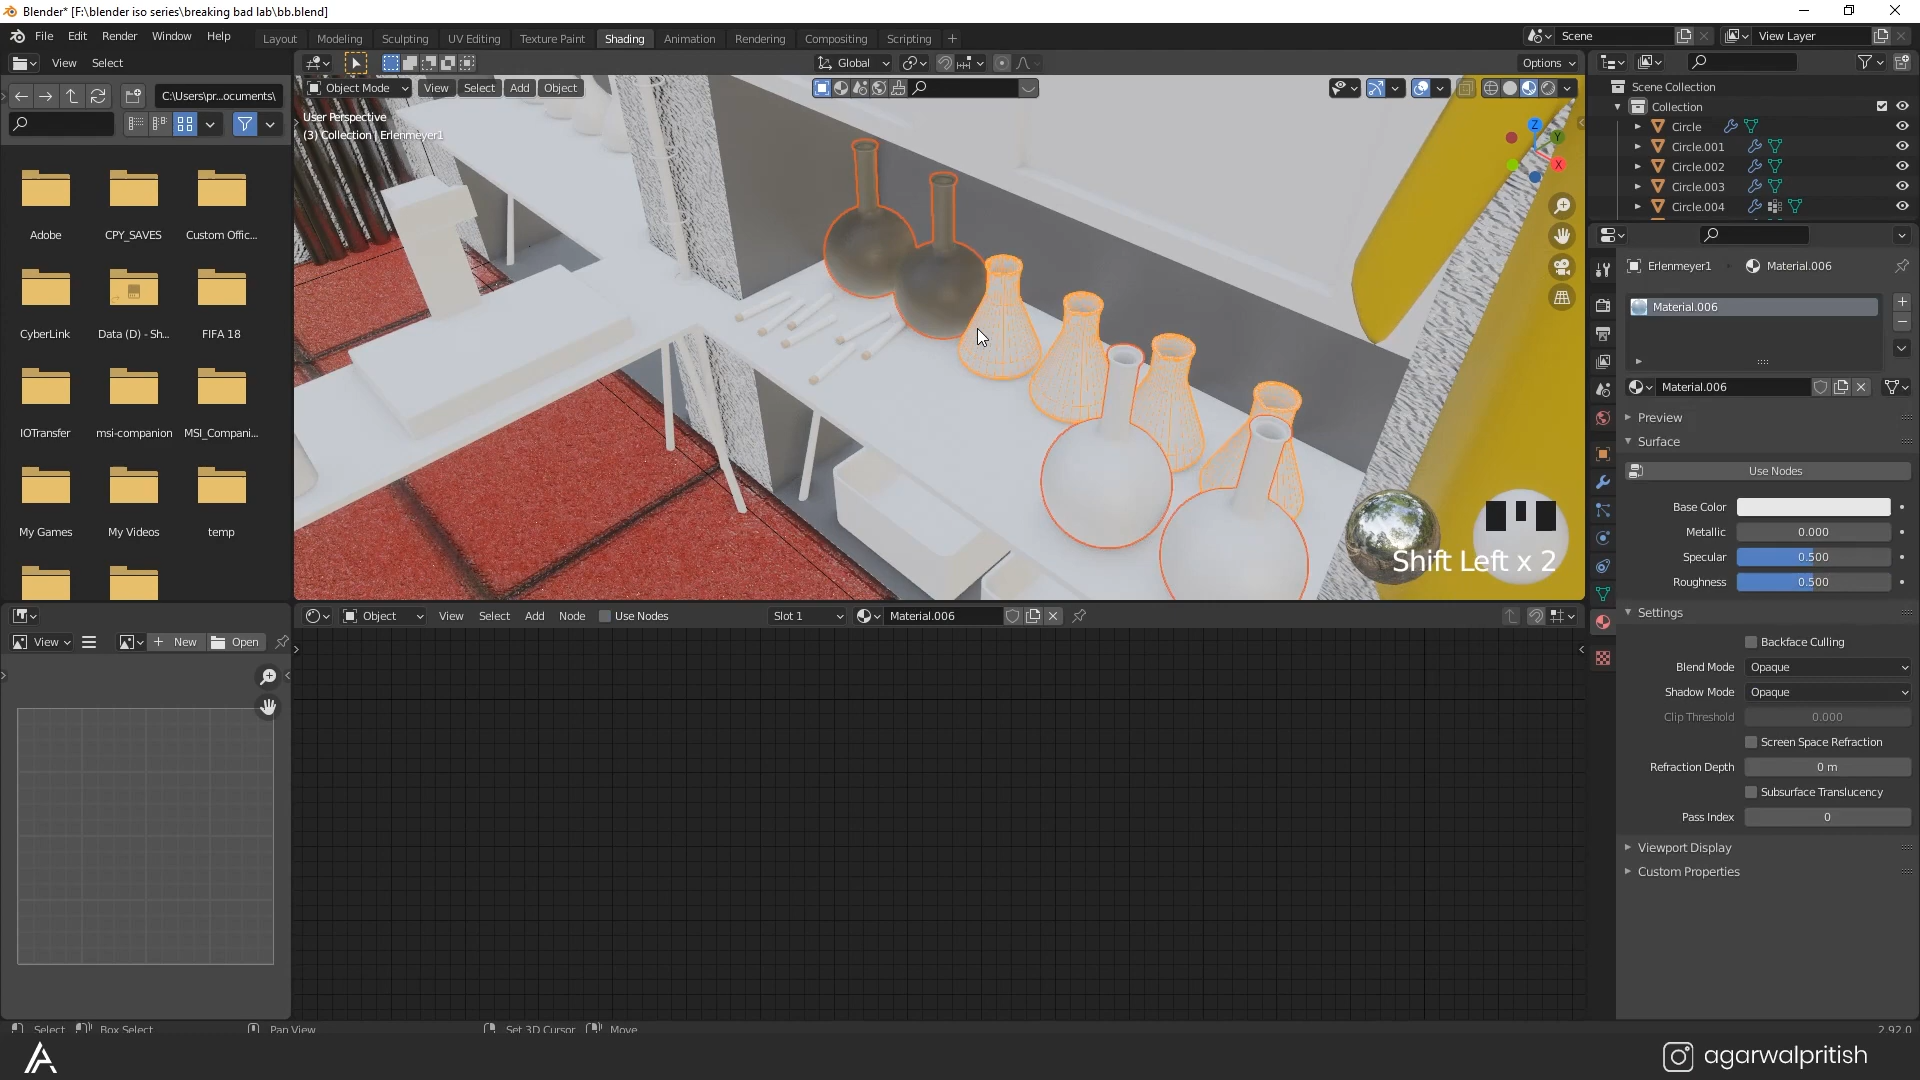 Blender* [F:\blender iso series\breaking bad lab\bb.blend]
File Edit Render Window Help
Layout Modeling Sculpting UV Editing Texture Paint Shading Animation Rendering Compositing Scripting
Scene
View Layer
View Select
Global
Options
C:\Users\pr...ocuments\
Object Mode View Select Add Object
User Perspective
(3) Collection | Erlenmeyer1
Z
Y
X
Scene Collection
Collection
Circle
Circle.001
Circle.002
Circle.003
Circle.004
Adobe
CPY_SAVES
Custom Offic...
CyberLink
Data (D) - Sh...
FIFA 18
IOTransfer
msi-companion
MSI_Compani...
My Games
My Videos
temp
Shift Left x 2
Erlenmeyer1
Material.006
Material.006
Material.006
Preview
Surface
Use Nodes
Base Color
Metallic 0.000
Specular 0.500
Roughness 0.500
Settings
Backface Culling
Blend Mode Opaque
Shadow Mode Opaque
Clip Threshold 0.000
Screen Space Refraction
Refraction Depth 0 m
Subsurface Translucency
Pass Index 0
Viewport Display
Custom Properties
Object View Select Add Node Use Nodes Slot 1 Material.006
View New Open
Select Box Select Pan View Set 3D Cursor Move
2.92.0
agarwalpritish